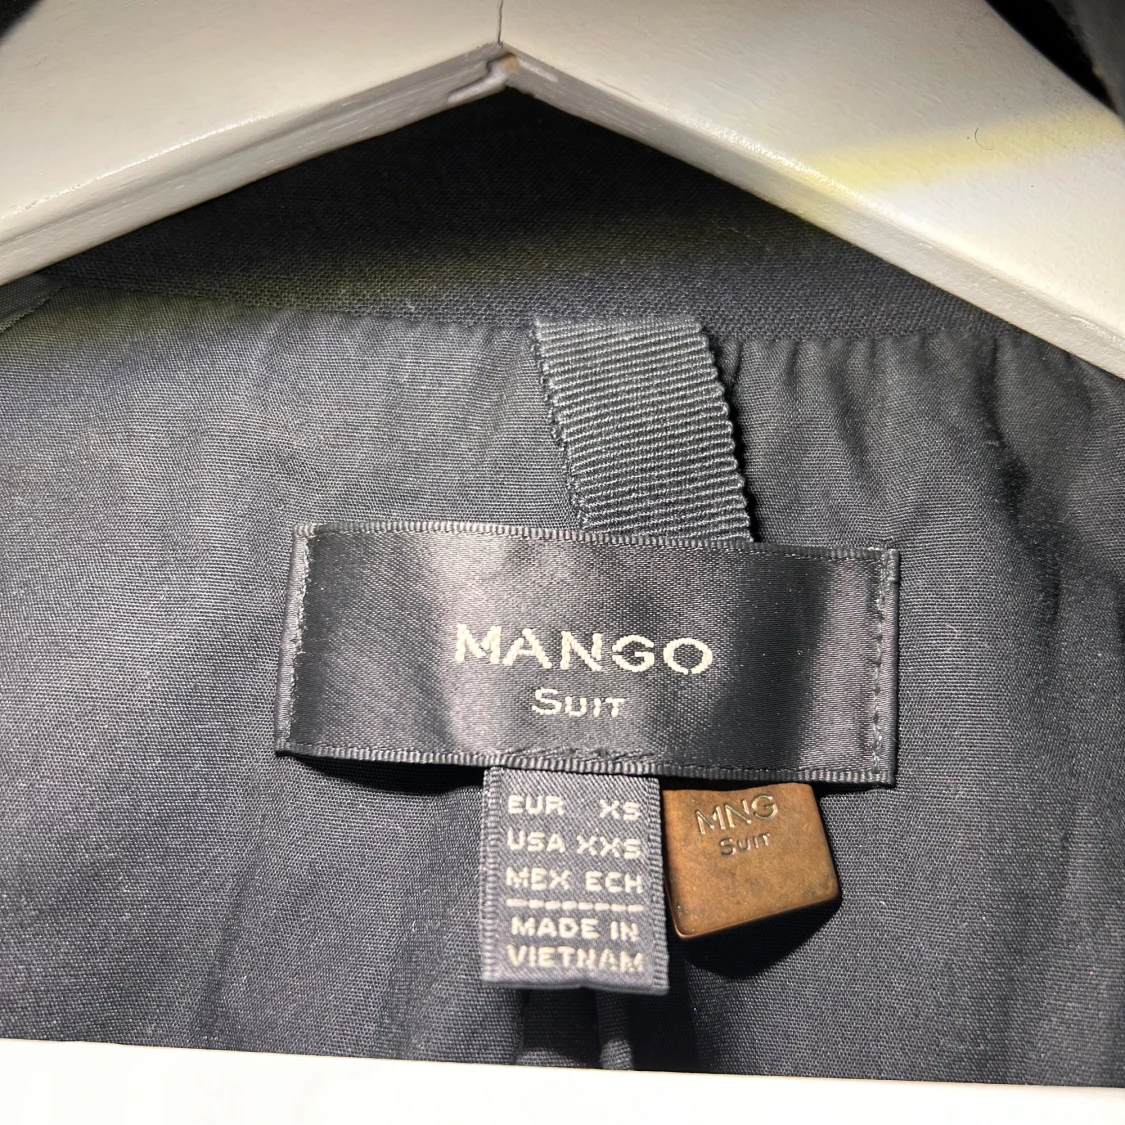 MANGO
SUIT
EUR XS
USA XXS
MEX ECH
MADE IN
VIETNAM
MNG
SUIT